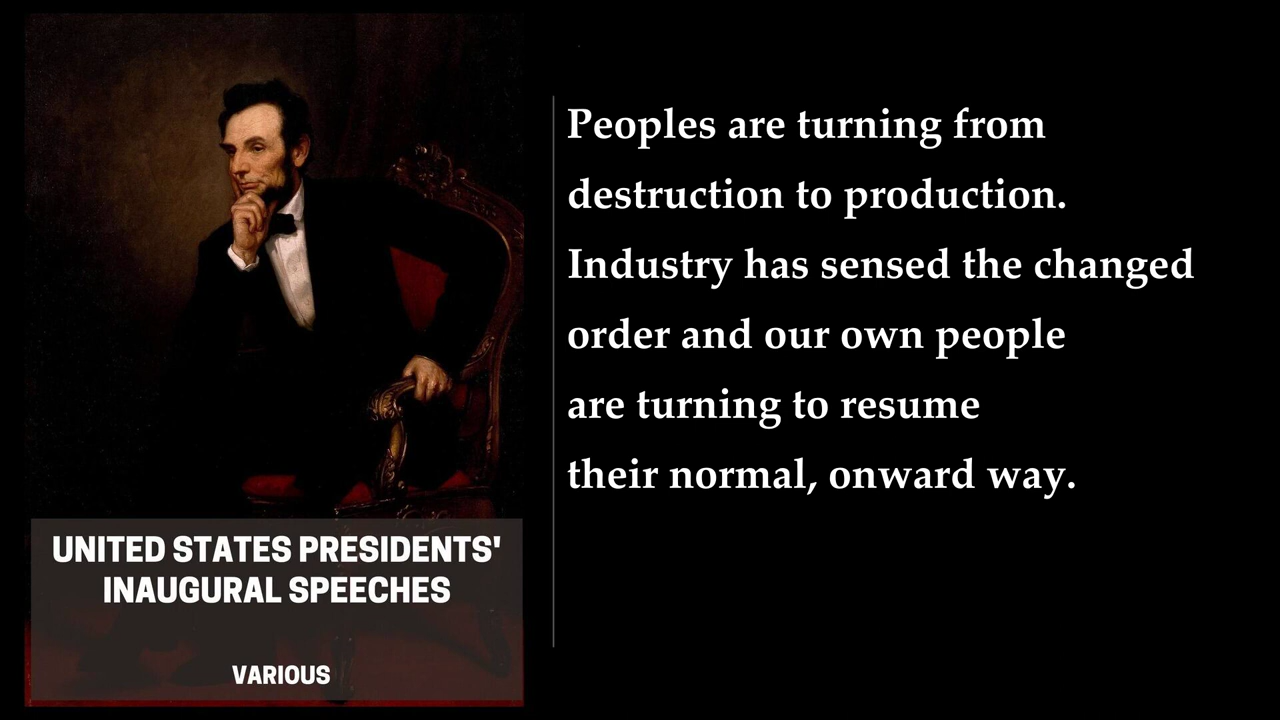 Peoples are turning from
destruction to production.
Industry has sensed the changed
order and our own people
are turning to resume
their normal, onward way.
UNITED STATES PRESIDENTS'
INAUGURAL SPEECHES
VARIOUS